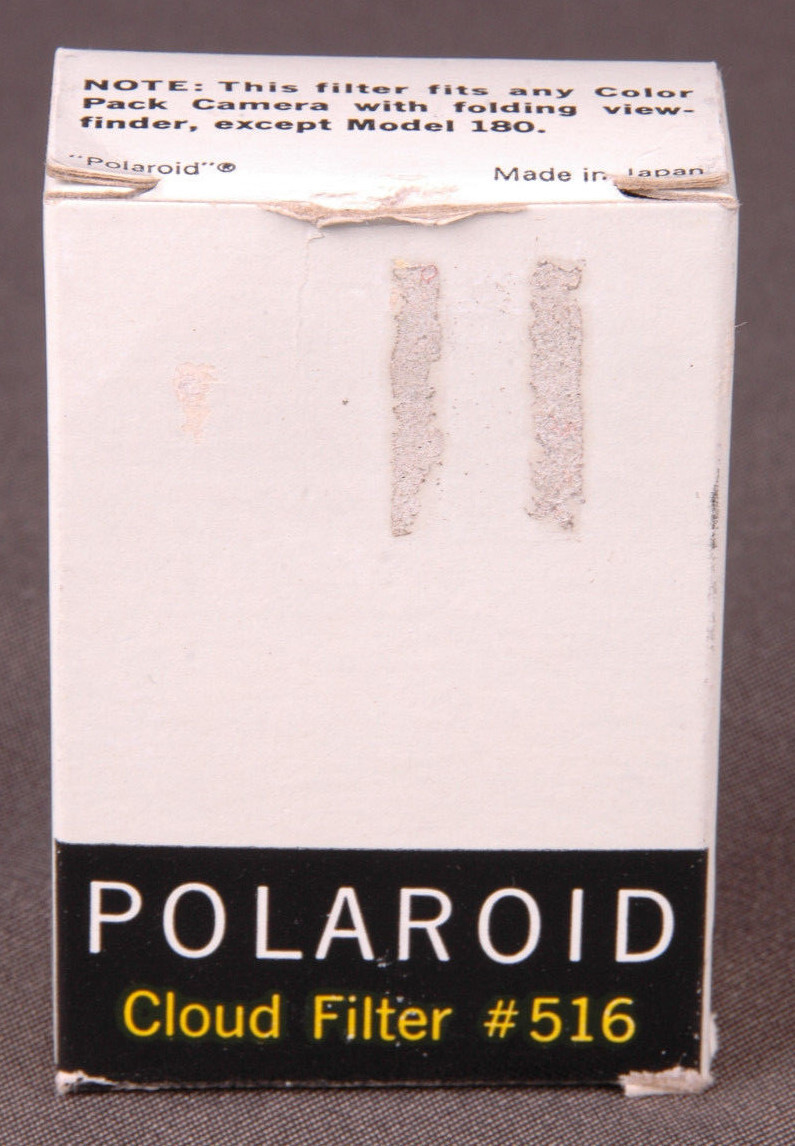 NOTE: This filter fits any Color
Pack Camera with folding view-
finder, except Model 180.
"Polaroid"® Made in Japan
POLAROID
Cloud Filter #516